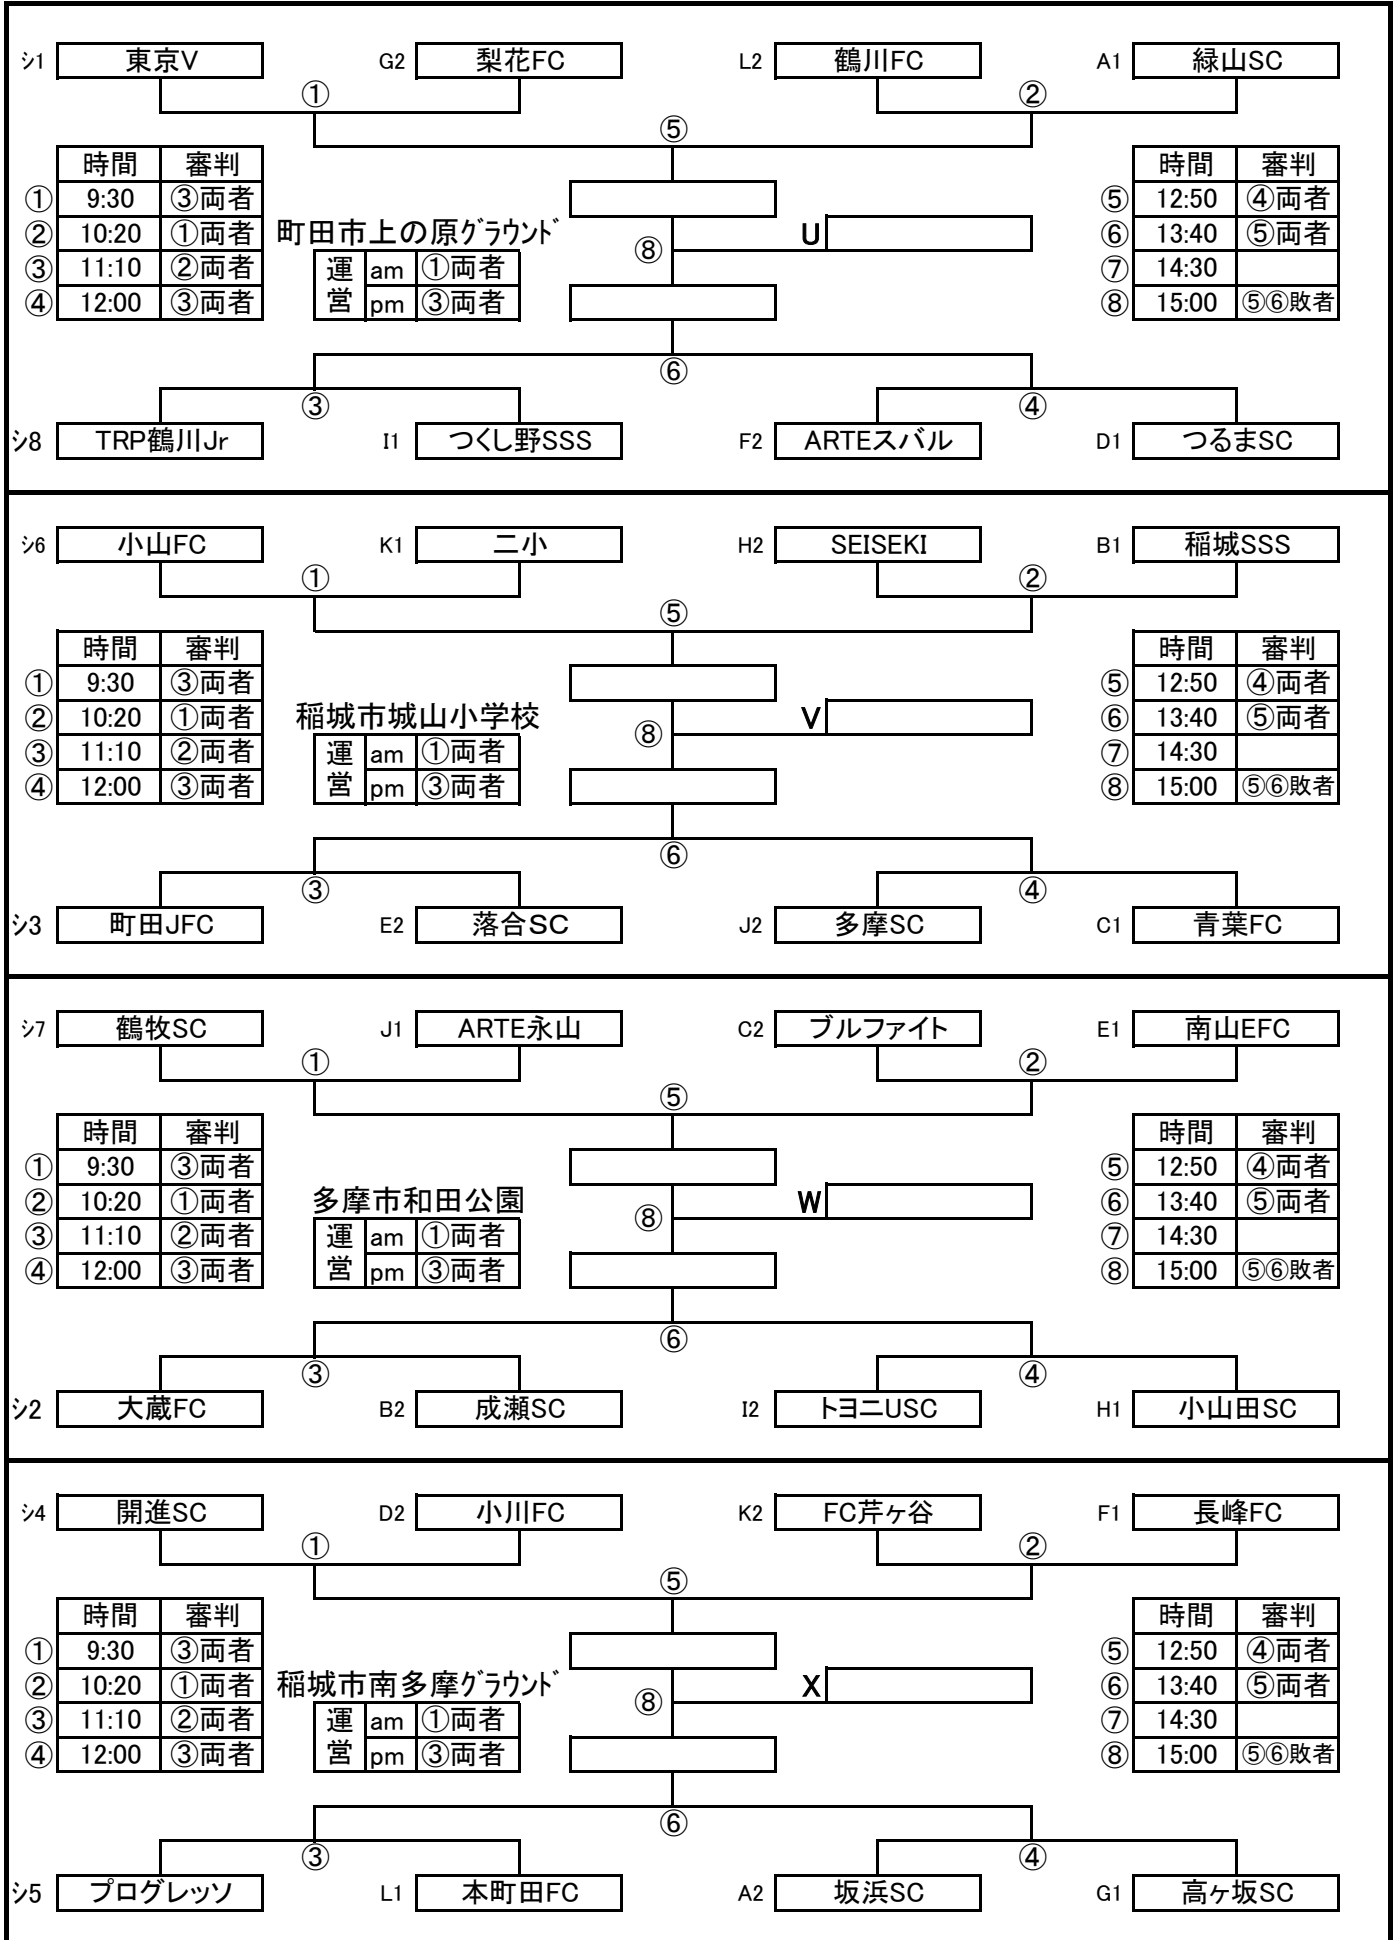 ｼ1 東京V G2 梨花FC L2 鶴川FC A1 緑山SC
① ②
⑤
時間 審判 時間 審判
① 9:30 ③両者 ⑤ 12:50 ④両者
② 10:20 ①両者 町田市上の原ｸﾞﾗｳﾝﾄﾞ U ⑥ 13:40 ⑤両者
③ 11:10 ②両者 運 am ①両者 ⑧ ⑦ 14:30
④ 12:00 ③両者 営 pm ③両者 ⑧ 15:00 ⑤⑥敗者
⑥
③ ④
ｼ8 TRP鶴川Jr I1 つくし野SSS F2 ARTEスバル D1 つるまSC
ｼ6 小山FC K1 二小 H2 SEISEKI B1 稲城SSS
① ②
⑤
時間 審判 時間 審判
① 9:30 ③両者 ⑤ 12:50 ④両者
② 10:20 ①両者 稲城市城山小学校 V ⑥ 13:40 ⑤両者
③ 11:10 ②両者 運 am ①両者 ⑧ ⑦ 14:30
④ 12:00 ③両者 営 pm ③両者 ⑧ 15:00 ⑤⑥敗者
⑥
③ ④
ｼ3 町田JFC E2 落合SC J2 多摩SC C1 青葉FC
ｼ7 鶴牧SC J1 ARTE永山 C2 ブルファイト E1 南山EFC
① ②
⑤
時間 審判 時間 審判
① 9:30 ③両者 ⑤ 12:50 ④両者
② 10:20 ①両者 多摩市和田公園 W ⑥ 13:40 ⑤両者
③ 11:10 ②両者 運 am ①両者 ⑧ ⑦ 14:30
④ 12:00 ③両者 営 pm ③両者 ⑧ 15:00 ⑤⑥敗者
⑥
③ ④
ｼ2 大蔵FC B2 成瀬SC I2 トヨニUSC H1 小山田SC
ｼ4 開進SC D2 小川FC K2 FC芹ヶ谷 F1 長峰FC
① ②
⑤
時間 審判 時間 審判
① 9:30 ③両者 ⑤ 12:50 ④両者
② 10:20 ①両者 稲城市南多摩ｸﾞﾗｳﾝﾄﾞ X ⑥ 13:40 ⑤両者
③ 11:10 ②両者 運 am ①両者 ⑧ ⑦ 14:30
④ 12:00 ③両者 営 pm ③両者 ⑧ 15:00 ⑤⑥敗者
⑥
③ ④
ｼ5 プログレッソ L1 本町田FC A2 坂浜SC G1 高ヶ坂SC